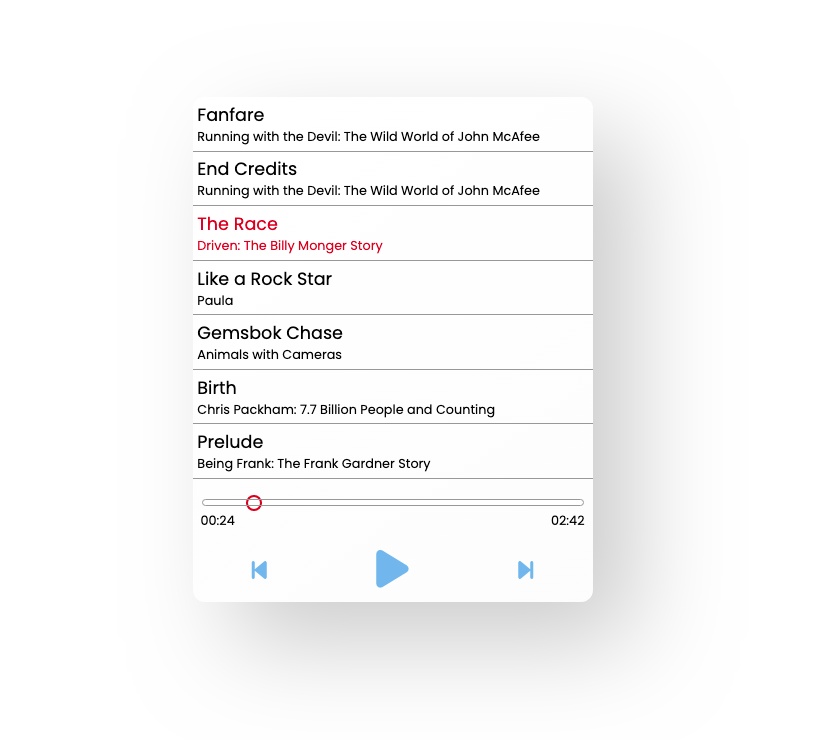 Fanfare
Running with the Devil: The Wild World of John McAfee
End Credits
Running with the Devil: The Wild World of John McAfee
The Race
Driven: The Billy Monger Story
Like a Rock Star
Paula
Gemsbok Chase
Animals with Cameras
Birth
Chris Packham: 7.7 Billion People and Counting
Prelude
Being Frank: The Frank Gardner Story
00:24 02:42